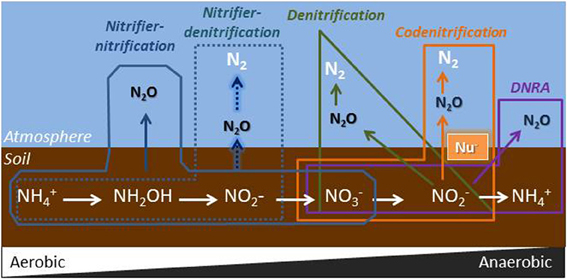 Nitrifier-
nitrification
Nitrifier-
denitrification
Denitrification
Codenitrification
DNRA
N₂
N₂
N₂
N₂O
N₂O
N₂O
N₂O
N₂O
Atmosphere
Soil
Nu⁻
NH₄⁺ NH₂OH NO₂- NO₃⁻ NO₂⁻ NH₄⁺
Aerobic Anaerobic